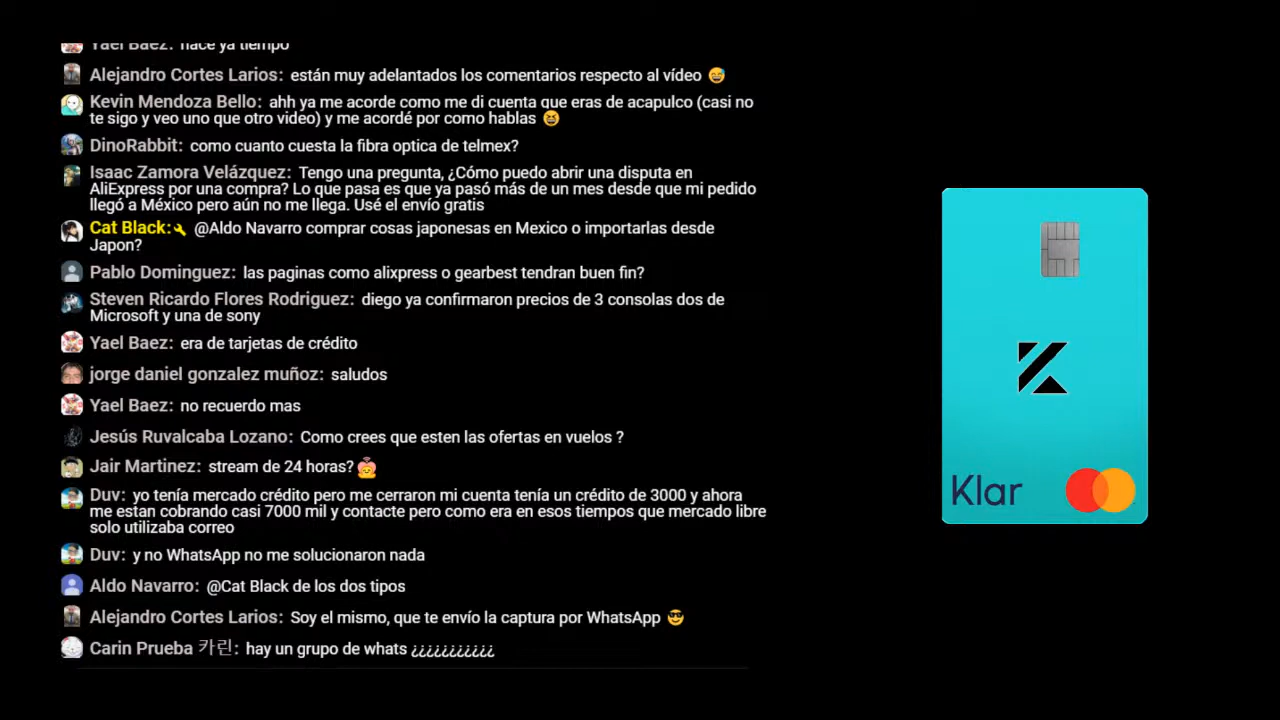 Yael Baez: hace ya tiempo
Alejandro Cortes Larios: están muy adelantados los comentarios respecto al vídeo 😅
Kevin Mendoza Bello: ahh ya me acorde como me di cuenta que eras de acapulco (casi no
te sigo y veo uno que otro video) y me acordé por como hablas 😆
DinoRabbit: como cuanto cuesta la fibra optica de telmex?
Isaac Zamora Velázquez: Tengo una pregunta, ¿Cómo puedo abrir una disputa en
AliExpress por una compra? Lo que pasa es que ya pasó más de un mes desde que mi pedido
llegó a México pero aún no me llega. Usé el envío gratis
Cat Black: @Aldo Navarro comprar cosas japonesas en Mexico o importarlas desde
Japon?
Pablo Dominguez: las paginas como alixpress o gearbest tendran buen fin?
Steven Ricardo Flores Rodriguez: diego ya confirmaron precios de 3 consolas dos de
Microsoft y una de sony
Yael Baez: era de tarjetas de crédito
jorge daniel gonzalez muñoz: saludos
Yael Baez: no recuerdo mas
Jesús Ruvalcaba Lozano: Como crees que esten las ofertas en vuelos ?
Jair Martinez: stream de 24 horas?
Duv: yo tenía mercado crédito pero me cerraron mi cuenta tenía un crédito de 3000 y ahora
me estan cobrando casi 7000 mil y contacte pero como era en esos tiempos que mercado libre
solo utilizaba correo
Duv: y no WhatsApp no me solucionaron nada
Aldo Navarro: @Cat Black de los dos tipos
Alejandro Cortes Larios: Soy el mismo, que te envío la captura por WhatsApp 😎
Carin Prueba 카린: hay un grupo de whats ¿¿¿¿¿¿¿¿¿¿¿
Klar